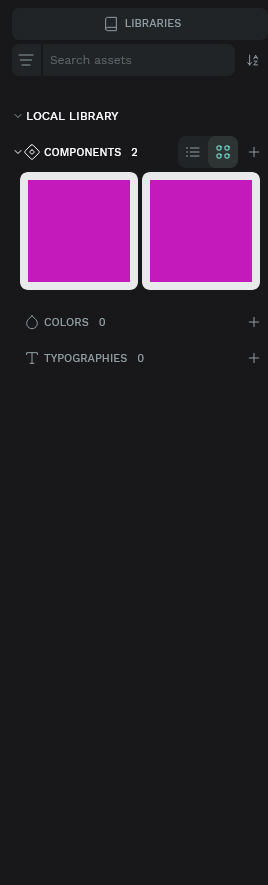 LIBRARIES
Search assets
LOCAL LIBRARY
COMPONENTS 2
COLORS 0
TYPOGRAPHIES 0